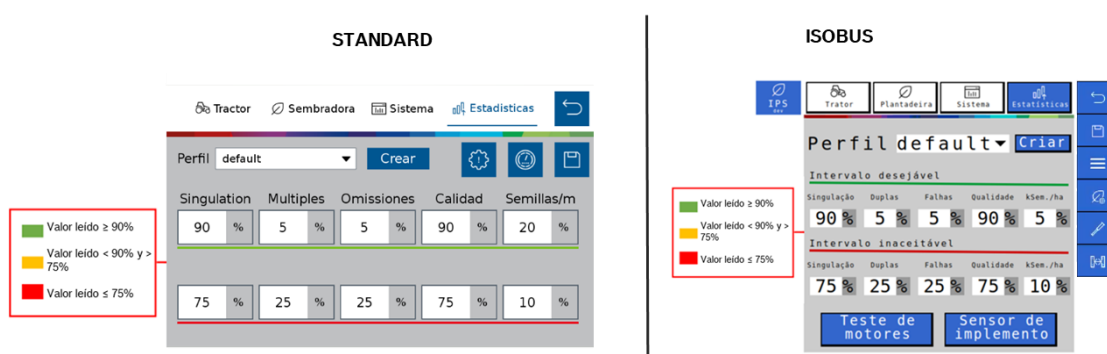 STANDARD
Tractor Sembradora Sistema Estadisticas
Perfil default Crear
Singulation Multiples Omissiones Calidad Semillas/m
90 % 5 % 5 % 90 % 20 %
75 % 25 % 25 % 75 % 10 %
Valor leído ≥ 90%
Valor leído < 90% y >
75%
Valor leído ≤ 75%
ISOBUS
IPS
dev
Trator Plantadeira Sistema Estatísticas
Perfil default Criar
Intervalo desejável
Singulação Duplas Falhas Qualidade kSem./ha
90 % 5 % 5 % 90 % 5 %
Intervalo inaceitável
Singulação Duplas Falhas Qualidade kSem./ha
75 % 25 % 25 % 75 % 10 %
Teste de
motores
Sensor de
implemento
Valor leído ≥ 90%
Valor leído < 90% y >
75%
Valor leído ≤ 75%